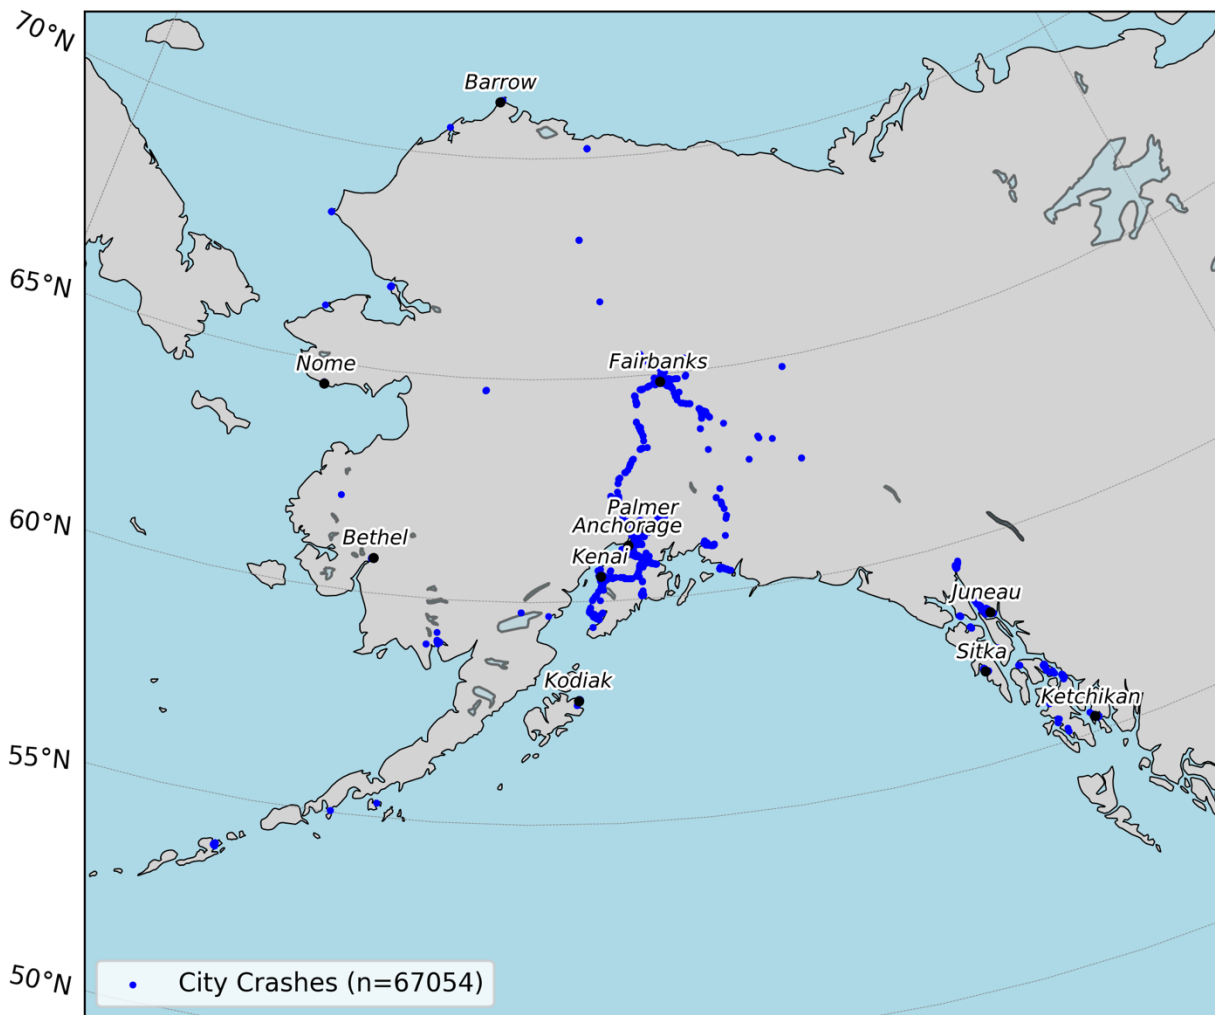 70°N
Barrow
65°N
Nome
Fairbanks
Palmer
60°N
Anchorage
Bethel
Kenai
Juneau
Sitka
Kodiak
Ketchikan
55°N
50°N
City Crashes (n=67054)